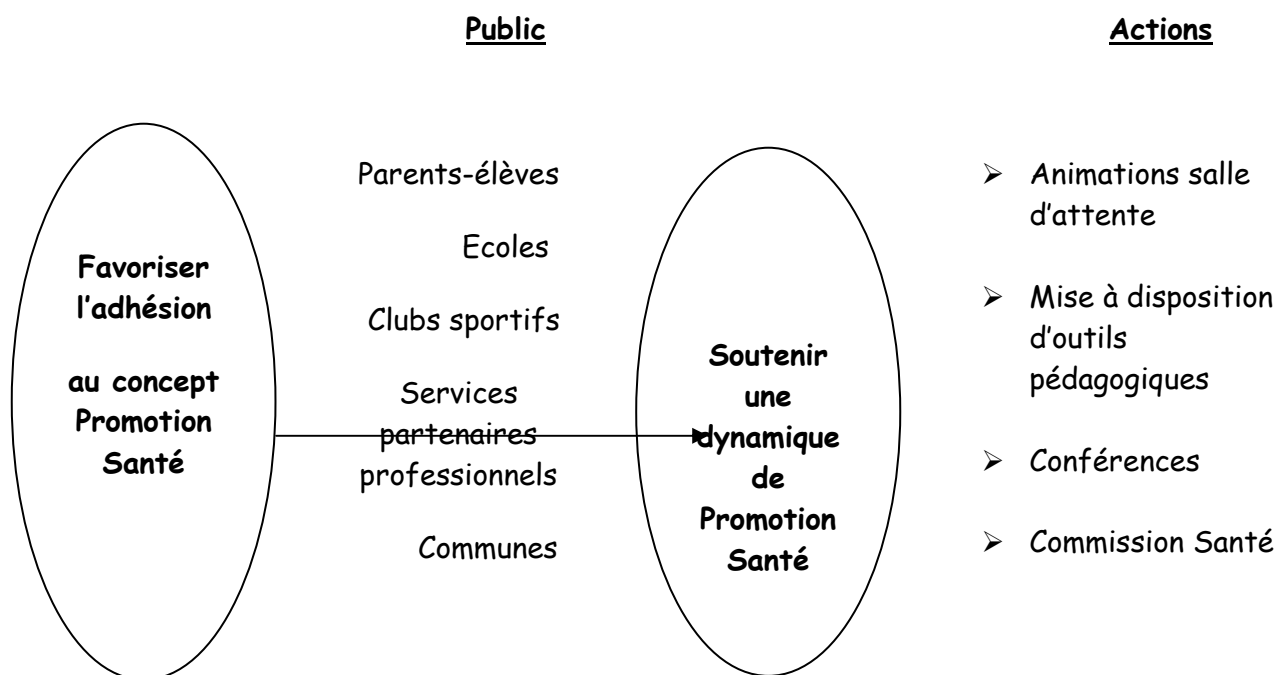 Public
Actions
Favoriser
l'adhésion
au concept
Promotion
Santé
Parents-élèves
Ecoles
Clubs sportifs
Services
partenaires
professionnels
Communes
Soutenir
une
dynamique
de
Promotion
Santé
➢ Animations salle
d'attente
➢ Mise à disposition
d'outils
pédagogiques
➢ Conférences
➢ Commission Santé